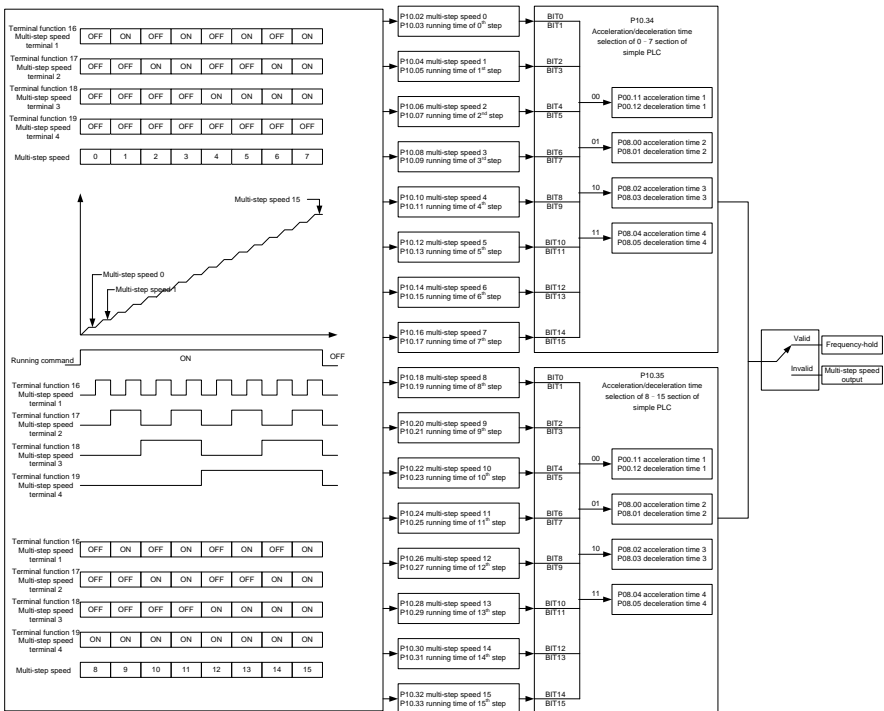 Terminal function 16
Multi-step speed
terminal 1
OFF ON OFF ON OFF ON OFF ON
Terminal function 17
Multi-step speed
terminal 2
OFF OFF ON ON OFF OFF ON ON
Terminal function 18
Multi-step speed
terminal 3
OFF OFF OFF OFF ON ON ON ON
Terminal function 19
Multi-step speed
terminal 4
OFF OFF OFF OFF OFF OFF OFF OFF
Multi-step speed 0 1 2 3 4 5 6 7
Multi-step speed 15
Multi-step speed 0
Multi-step speed 1
Running command ON OFF
Terminal function 16
Multi-step speed
terminal 1
Terminal function 17
Multi-step speed
terminal 2
Terminal function 18
Multi-step speed
terminal 3
Terminal function 19
Multi-step speed
terminal 4
Terminal function 16
Multi-step speed
terminal 1
OFF ON OFF ON OFF ON OFF ON
Terminal function 17
Multi-step speed
terminal 2
OFF OFF ON ON OFF OFF ON ON
Terminal function 18
Multi-step speed
terminal 3
OFF OFF OFF OFF ON ON ON ON
Terminal function 19
Multi-step speed
terminal 4
ON ON ON ON ON ON ON ON
Multi-step speed 8 9 10 11 12 13 14 15
P10.02 multi-step speed 0
P10.03 running time of 0th step
P10.04 multi-step speed 1
P10.05 running time of 1st step
P10.06 multi-step speed 2
P10.07 running time of 2nd step
P10.08 multi-step speed 3
P10.09 running time of 3rd step
P10.10 multi-step speed 4
P10.11 running time of 4th step
P10.12 multi-step speed 5
P10.13 running time of 5th step
P10.14 multi-step speed 6
P10.15 running time of 6th step
P10.16 multi-step speed 7
P10.17 running time of 7th step
P10.18 multi-step speed 8
P10.19 running time of 8th step
P10.20 multi-step speed 9
P10.21 running time of 9th step
P10.22 multi-step speed 10
P10.23 running time of 10th step
P10.24 multi-step speed 11
P10.25 running time of 11th step
P10.26 multi-step speed 12
P10.27 running time of 12th step
P10.28 multi-step speed 13
P10.29 running time of 13th step
P10.30 multi-step speed 14
P10.31 running time of 14th step
P10.32 multi-step speed 15
P10.33 running time of 15th step
BIT0
BIT1
BIT2
BIT3
BIT4
BIT5
BIT6
BIT7
BIT8
BIT9
BIT10
BIT11
BIT12
BIT13
BIT14
BIT15
P10.34
Acceleration/deceleration time
selection of 0 - 7 section of
simple PLC
00
P00.11 acceleration time 1
P00.12 deceleration time 1
01
P08.00 acceleration time 2
P08.01 deceleration time 2
10
P08.02 acceleration time 3
P08.03 deceleration time 3
11
P08.04 acceleration time 4
P08.05 deceleration time 4
BIT0
BIT1
BIT2
BIT3
BIT4
BIT5
BIT6
BIT7
BIT8
BIT9
BIT10
BIT11
BIT12
BIT13
BIT14
BIT15
P10.35
Acceleration/deceleration time
selection of 8 - 15 section of
simple PLC
00
P00.11 acceleration time 1
P00.12 deceleration time 1
01
P08.00 acceleration time 2
P08.01 deceleration time 2
10
P08.02 acceleration time 3
P08.03 deceleration time 3
11
P08.04 acceleration time 4
P08.05 deceleration time 4
Valid
Frequency-hold
Invalid
Multi-step speed
output